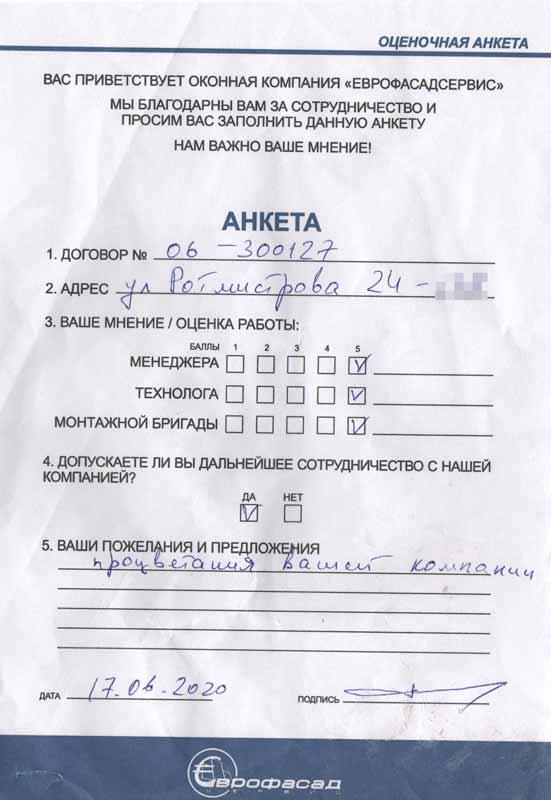 ОЦЕНОЧНАЯ АНКЕТА
ВАС ПРИВЕТСТВУЕТ ОКОННАЯ КОМПАНИЯ «ЕВРОФАСАДСЕРВИС»
МЫ БЛАГОДАРНЫ ВАМ ЗА СОТРУДНИЧЕСТВО И
ПРОСИМ ВАС ЗАПОЛНИТЬ ДАННУЮ АНКЕТУ
НАМ ВАЖНО ВАШЕ МНЕНИЕ!
АНКЕТА
1. ДОГОВОР № 06-300127
2. АДРЕС ул Ротмистрова 24 -
3. ВАШЕ МНЕНИЕ / ОЦЕНКА РАБОТЫ:
БАЛЛЫ 1 2 3 4 5
МЕНЕДЖЕРА
ТЕХНОЛОГА
МОНТАЖНОЙ БРИГАДЫ
4. ДОПУСКАЕТЕ ЛИ ВЫ ДАЛЬНЕЙШЕЕ СОТРУДНИЧЕСТВО С НАШЕЙ
КОМПАНИЕЙ?
ДА НЕТ
5. ВАШИ ПОЖЕЛАНИЯ И ПРЕДЛОЖЕНИЯ
процветания вашей компании
ДАТА 17.06.2020 ПОДПИСЬ
Еврофасад